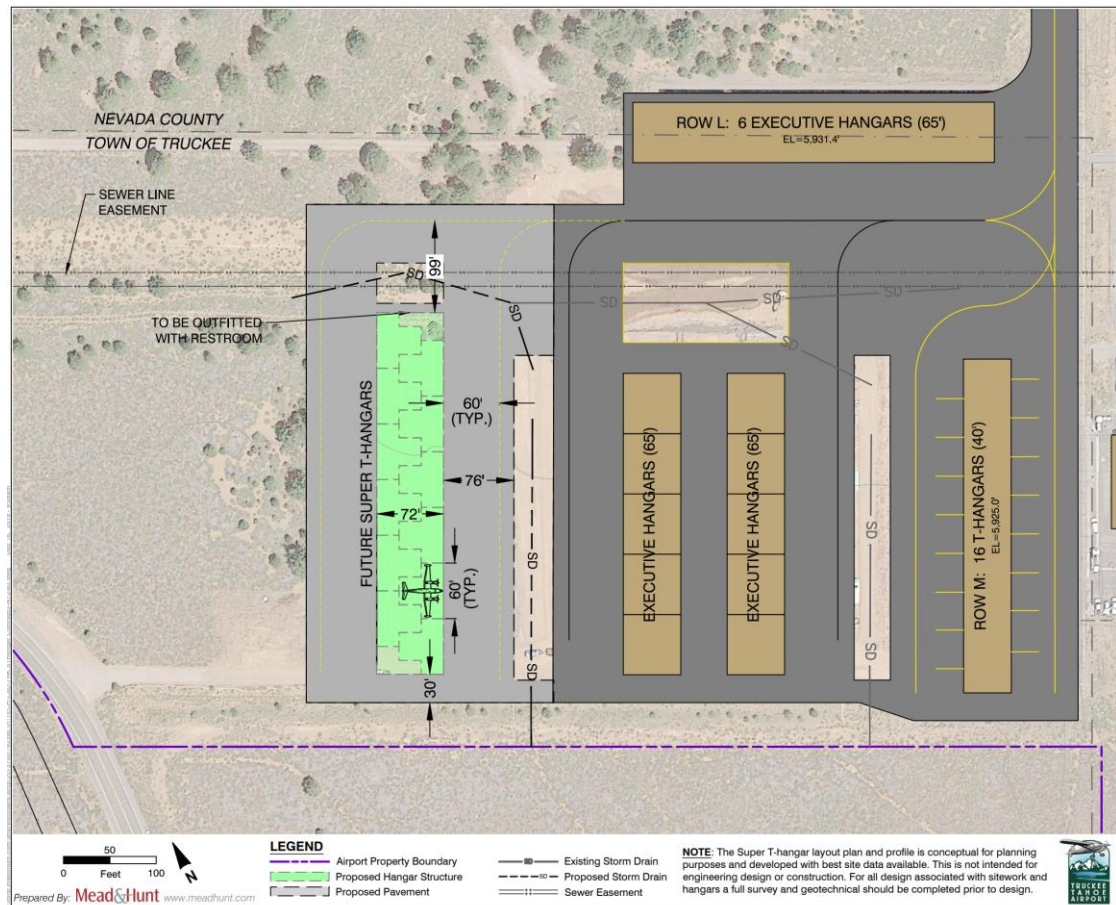 NEVADA COUNTY
TOWN OF TRUCKEE
SEWER LINE
EASEMENT
ROW L: 6 EXECUTIVE HANGARS (65')
EL=5,931.4'
99'
SD
SD
SD
SD
SD
TO BE OUTFITTED
WITH RESTROOM
FUTURE SUPER T-HANGARS
60'
(TYP.)
76'
72'
60'
(TYP.)
30'
SD
SD
EXECUTIVE HANGARS (65')
EXECUTIVE HANGARS (65')
SD
SD
ROW M: 16 T-HANGARS (40')
EL=5,925.0'
50
0 Feet 100
N
Prepared By: Mead&Hunt www.meadhunt.com
LEGEND
Airport Property Boundary
Proposed Hangar Structure
Proposed Pavement
SD Existing Storm Drain
SD Proposed Storm Drain
Sewer Easement
NOTE: The Super T-hangar layout plan and profile is conceptual for planning
purposes and developed with best site data available. This is not intended for
engineering design or construction. For all design associated with sitework and
hangars a full survey and geotechnical should be completed prior to design.
TRUCKEE
TAHOE
AIRPORT